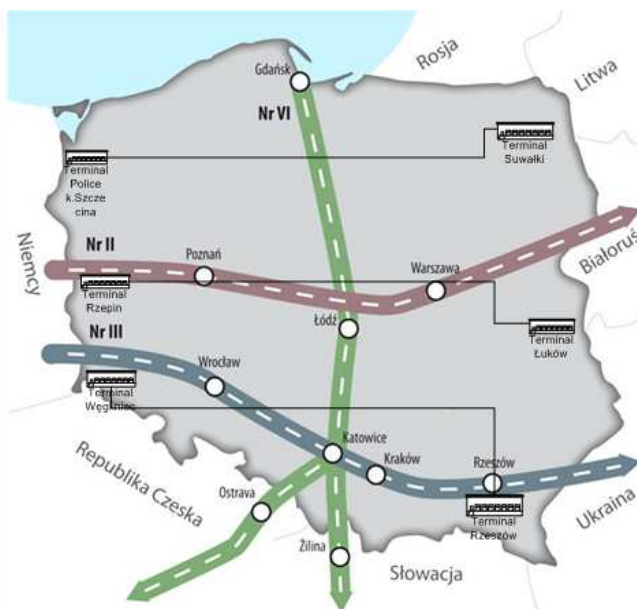 Rosja
Litwa
Gdańsk
Nr VI
Terminal
Suwałki
Terminal
Police
k.Szcze
cina
Niemcy
Nr II
Poznań
Warszawa
Białoruś
Terminal
Rzepin
Łódź
Terminal
Łuków
Nr III
Wrocław
Terminal
Węgliniec
Katowice
Kraków
Rzeszów
Republika Czeska
Ostrava
Terminal
Rzeszów
Ukraina
Žilina
Słowacja